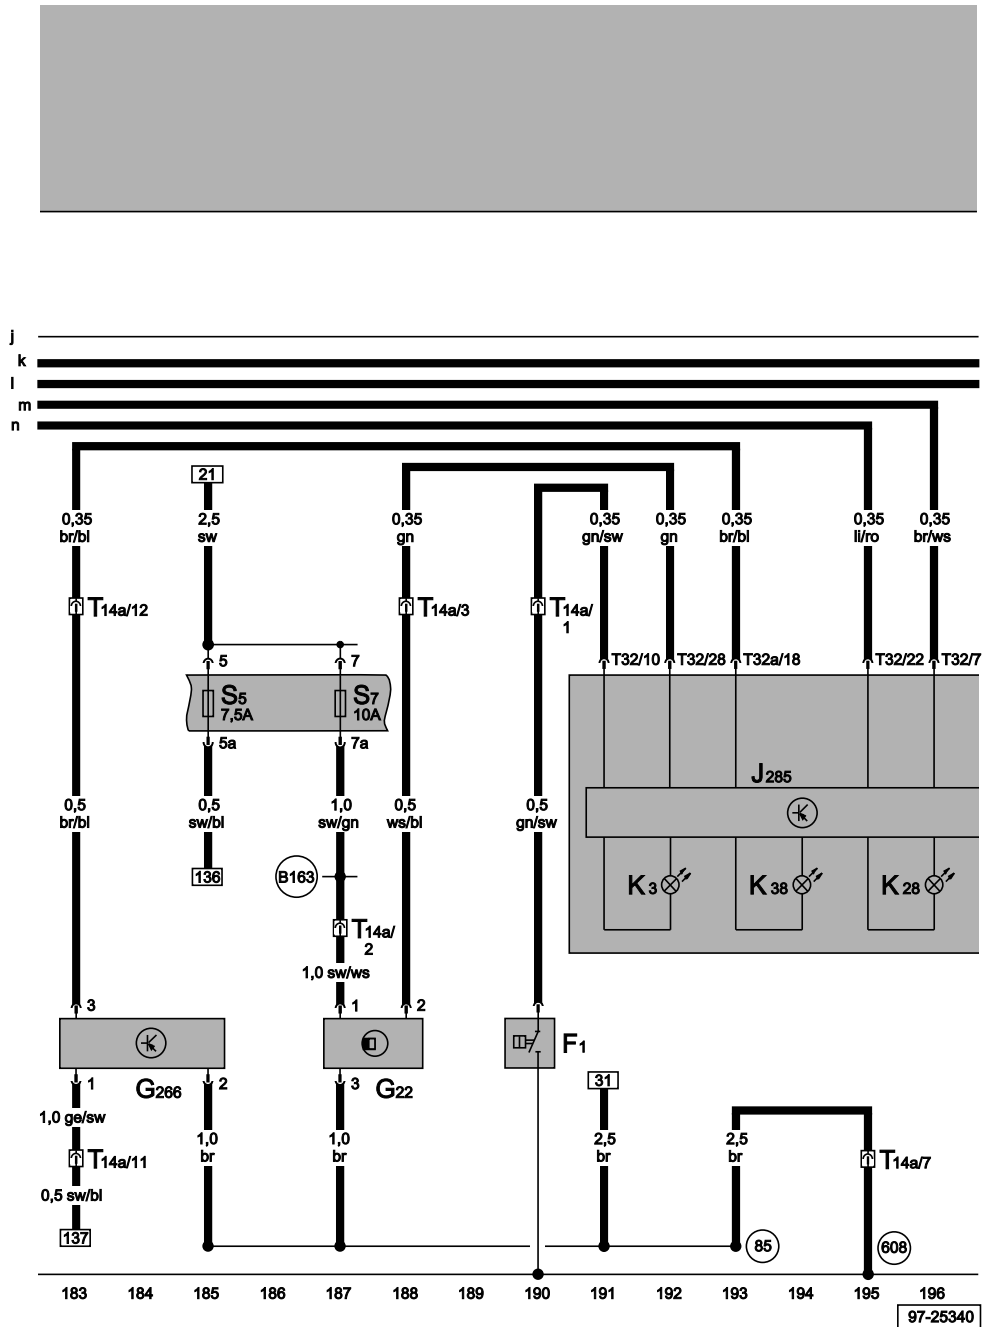 j
k
l
m
n
21
0,35 2,5 0,35 0,35 0,35 0,35 0,35 0,35
br/bl sw gn gn/sw gn br/bl li/ro br/ws
T14a/12 T14a/3 T14a/
1
5 7 T32/10 T32/28 T32a/18 T32/22 T32/7
S5 S7
7,5A 10A
5a 7a
J285
0,5 0,5 1,0 0,5 0,5
br/bl sw/bl sw/gn ws/bl gn/sw
136 B163 K3 K38 K28
T14a/
2
1,0 sw/ws
3 1 2
F1
31
1 2 3
G266 G22
1,0 ge/sw
1,0 1,0 2,5 2,5
br br br br
T14a/11 T14a/7
0,5 sw/bl
137 85 608
183 184 185 186 187 188 189 190 191 192 193 194 195 196
97-25340